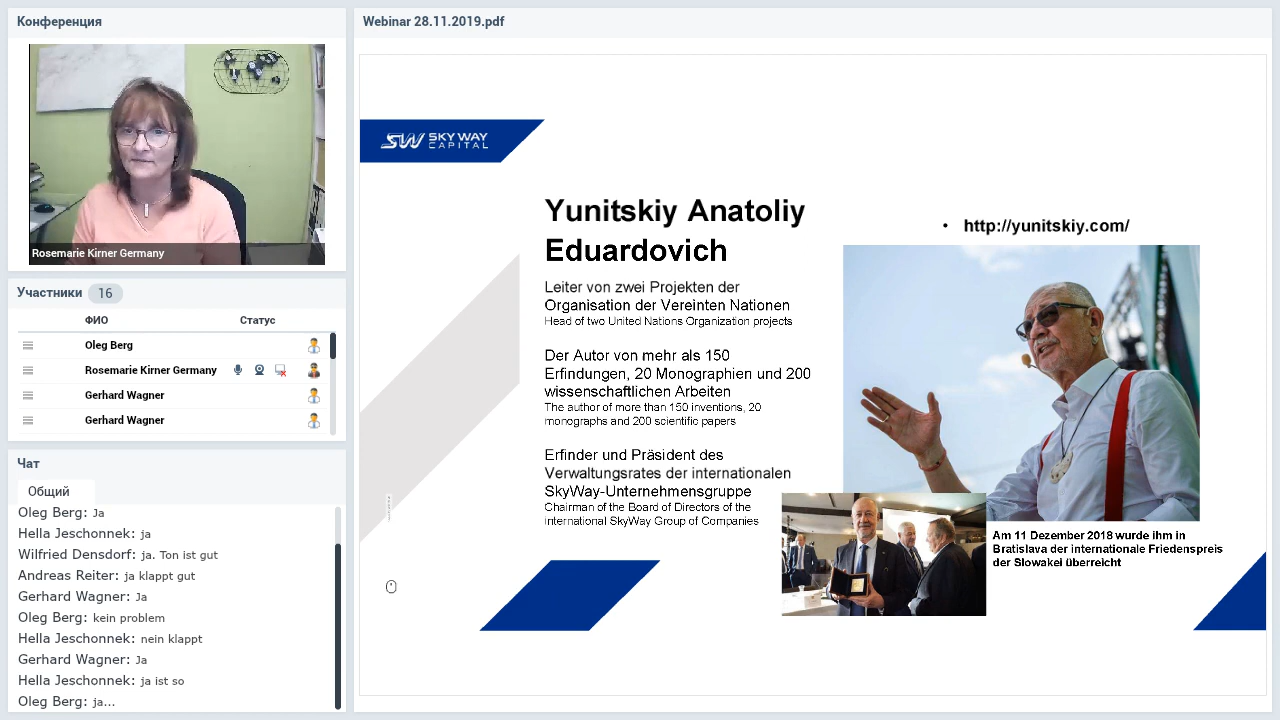 Конференция
Rosemarie Kirner Germany
Участники 16
ФИО Статус
Oleg Berg
Rosemarie Kirner Germany
Gerhard Wagner
Gerhard Wagner
Чат
Общий
Oleg Berg: Ja
Hella Jeschonnek: ja
Wilfried Densdorf: ja. Ton ist gut
Andreas Reiter: ja klappt gut
Gerhard Wagner: Ja
Oleg Berg: kein problem
Hella Jeschonnek: nein klappt
Gerhard Wagner: Ja
Hella Jeschonnek: ja ist so
Oleg Berg: ja...
Webinar 28.11.2019.pdf
SW SKY WAY
CAPITAL
Yunitskiy Anatoliy
Eduardovich
Leiter von zwei Projekten der
Organisation der Vereinten Nationen
Head of two United Nations Organization projects
Der Autor von mehr als 150
Erfindungen, 20 Monographien und 200
wissenschaftlichen Arbeiten
The author of more than 150 inventions, 20
monographs and 200 scientific papers
Erfinder und Präsident des
Verwaltungsrates der internationalen
SkyWay-Unternehmensgruppe
Chairman of the Board of Directors of the
international SkyWay Group of Companies
• http://yunitskiy.com/
Am 11 Dezember 2018 wurde ihm in
Bratislava der internationale Friedenspreis
der Slowakei überreicht